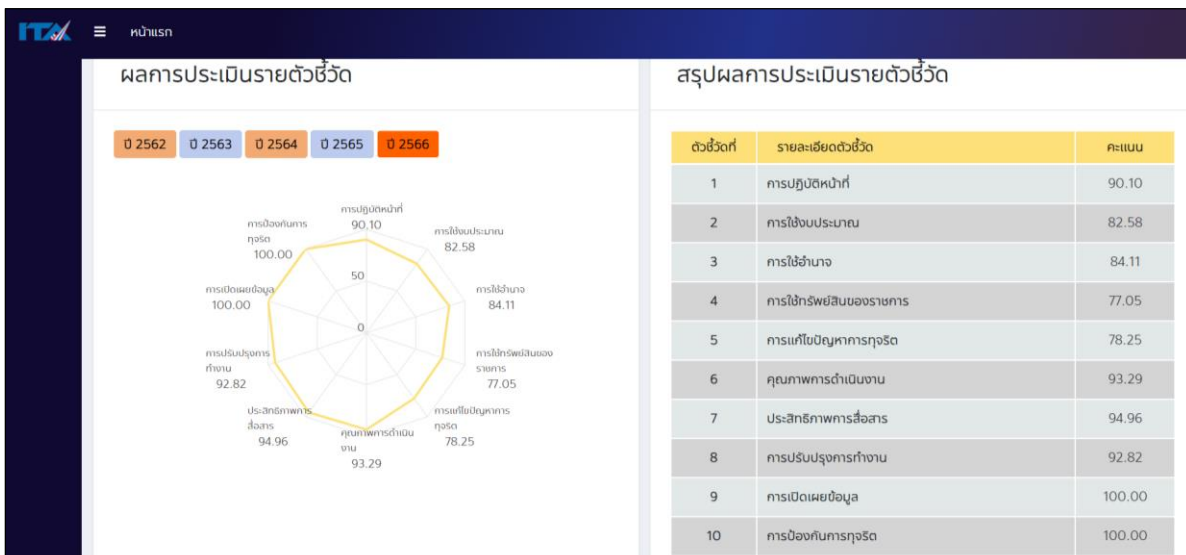 ITA
หน้าแรก
ผลการประเมินรายตัวชี้วัด
ปี 2562
ปี 2563
ปี 2564
ปี 2565
ปี 2566
การปฏิบัติหน้าที่
90.10
การใช้งบประมาณ
82.58
การใช้อำนาจ
84.11
การใช้ทรัพย์สินของ
ราชการ
77.05
การแก้ไขปัญหาการ
ทุจริต
78.25
คุณภาพการดำเนิน
งาน
93.29
ประสิทธิภาพการ
สื่อสาร
94.96
การปรับปรุงการ
ทำงาน
92.82
การเปิดเผยข้อมูล
100.00
การป้องกันการ
ทุจริต
100.00
50
0
สรุปผลการประเมินรายตัวชี้วัด
ตัวชี้วัดที่ รายละเอียดตัวชี้วัด คะแนน
1 การปฏิบัติหน้าที่ 90.10
2 การใช้งบประมาณ 82.58
3 การใช้อำนาจ 84.11
4 การใช้ทรัพย์สินของราชการ 77.05
5 การแก้ไขปัญหาการทุจริต 78.25
6 คุณภาพการดำเนินงาน 93.29
7 ประสิทธิภาพการสื่อสาร 94.96
8 การปรับปรุงการทำงาน 92.82
9 การเปิดเผยข้อมูล 100.00
10 การป้องกันการทุจริต 100.00